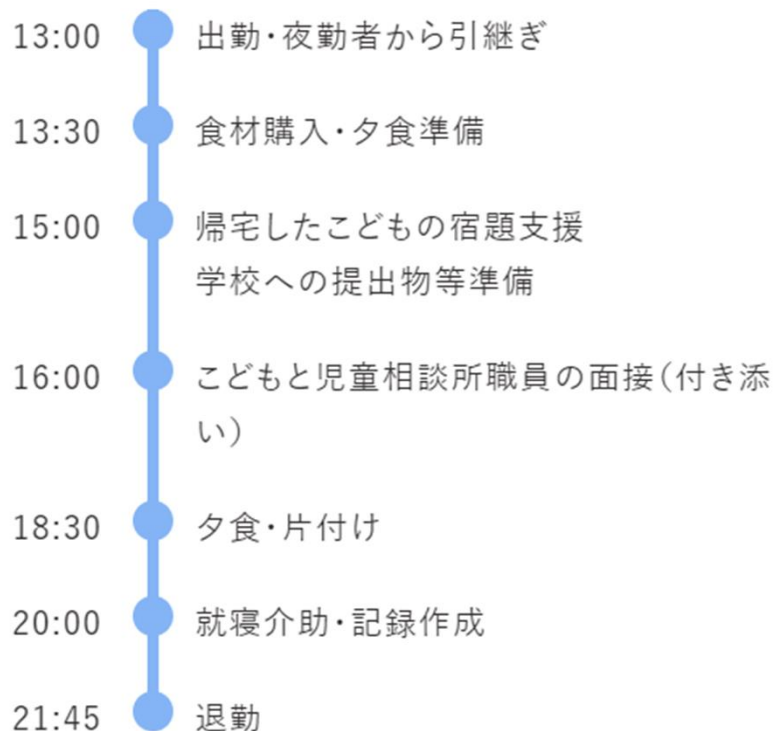 13:00 出勤・夜勤者から引継ぎ
13:30 食材購入・夕食準備
15:00 帰宅したこどもの宿題支援
学校への提出物等準備
16:00 こどもと児童相談所職員の面接(付き添
い)
18:30 夕食・片付け
20:00 就寝介助・記録作成
21:45 退勤